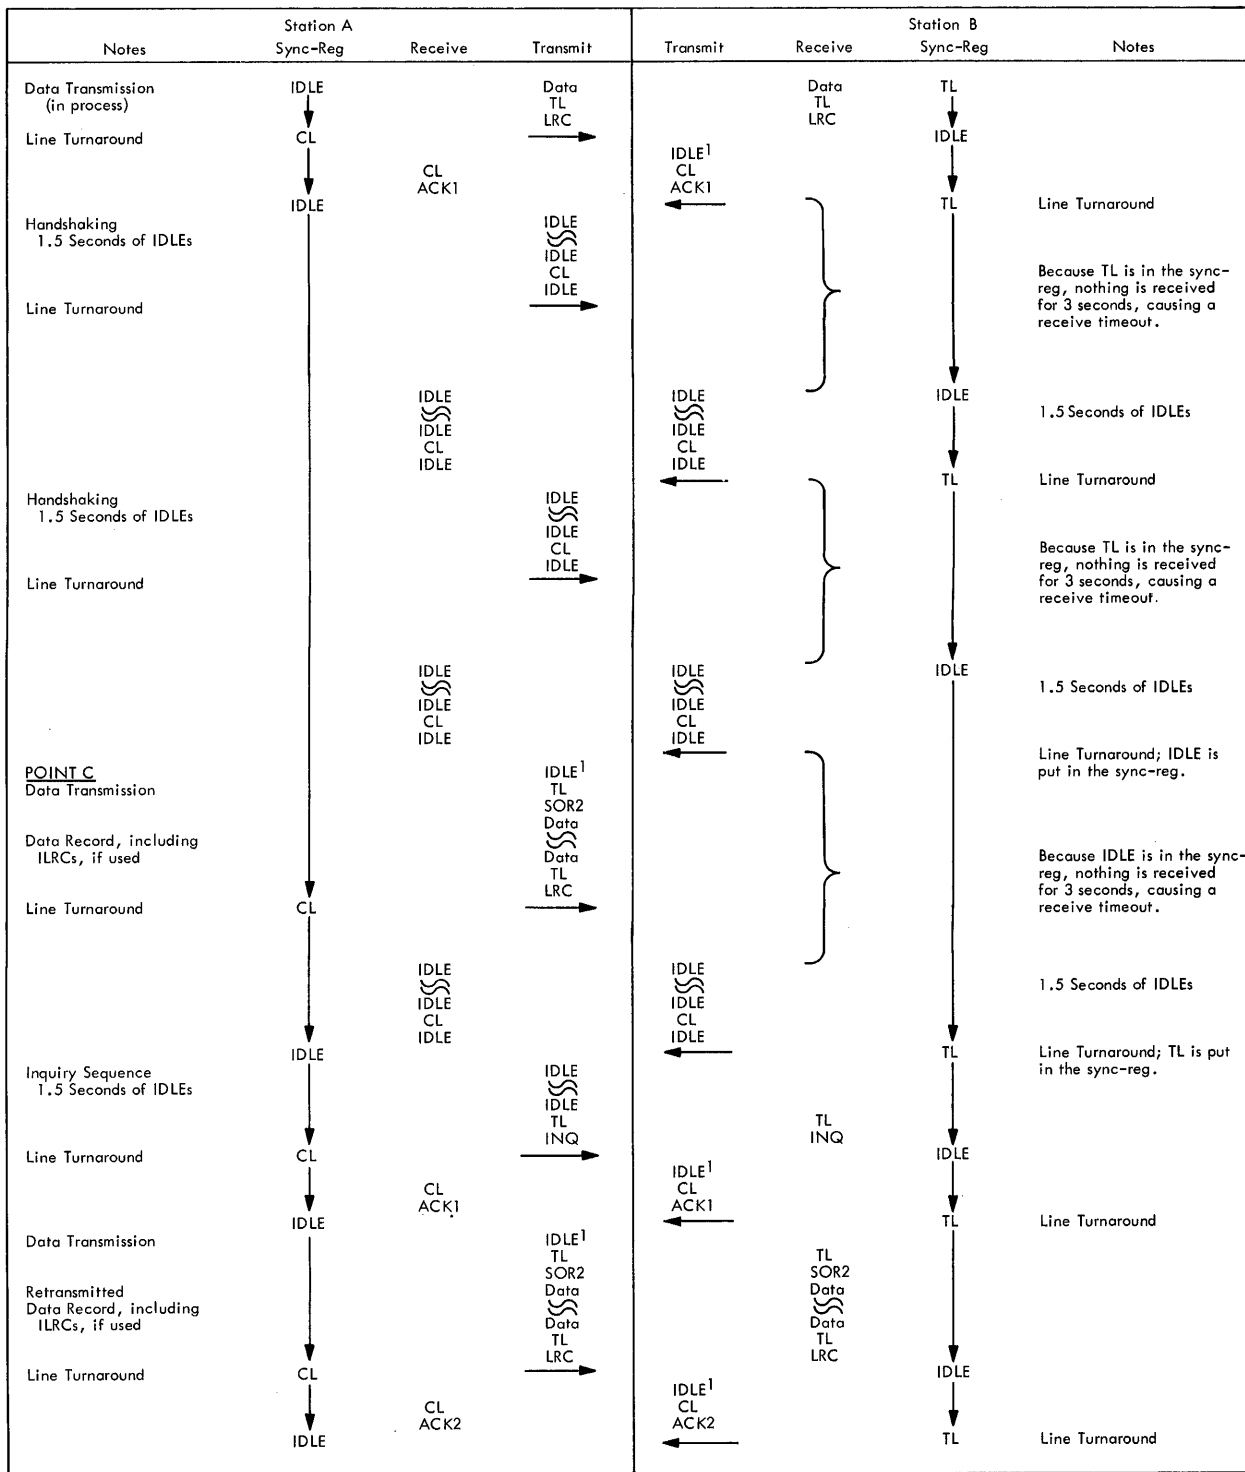 Station A
Station B
Notes Sync-Reg Receive Transmit Transmit Receive Sync-Reg Notes
Data Transmission IDLE Data Data TL
(in process) TL TL
LRC LRC
Line Turnaround CL IDLE
IDLE1
CL CL
ACK1 ACK1
IDLE TL Line Turnaround
Handshaking IDLE
1.5 Seconds of IDLEs
IDLE Because TL is in the sync-
CL reg, nothing is received
IDLE for 3 seconds, causing a
Line Turnaround receive timeout.
IDLE IDLE IDLE
1.5 Seconds of IDLEs
IDLE IDLE
CL CL
IDLE IDLE
TL Line Turnaround
Handshaking IDLE
1.5 Seconds of IDLEs
IDLE
CL Because TL is in the sync-
IDLE reg, nothing is received
Line Turnaround for 3 seconds, causing a
receive timeout.
IDLE IDLE IDLE
1.5 Seconds of IDLEs
IDLE IDLE
CL CL
IDLE IDLE
Line Turnaround; IDLE is
POINT C IDLE1 put in the sync-reg.
Data Transmission TL
SOR2
Data
Data Record, including
ILRCs, if used Data Because IDLE is in the sync-
TL reg, nothing is received
LRC for 3 seconds, causing a
Line Turnaround CL receive timeout.
IDLE IDLE
1.5 Seconds of IDLEs
IDLE IDLE
CL CL
IDLE IDLE
IDLE TL Line Turnaround; TL is put
Inquiry Sequence IDLE in the sync-reg.
1.5 Seconds of IDLEs
IDLE
TL TL
INQ INQ
Line Turnaround CL IDLE
IDLE1
CL CL
ACK1 ACK1
IDLE TL Line Turnaround
Data Transmission IDLE1
TL TL
SOR2 SOR2
Retransmitted Data Data
Data Record, including
ILRCs, if used Data Data
TL TL
LRC LRC
Line Turnaround CL IDLE
IDLE1
CL CL
ACK2 ACK2
IDLE TL Line Turnaround